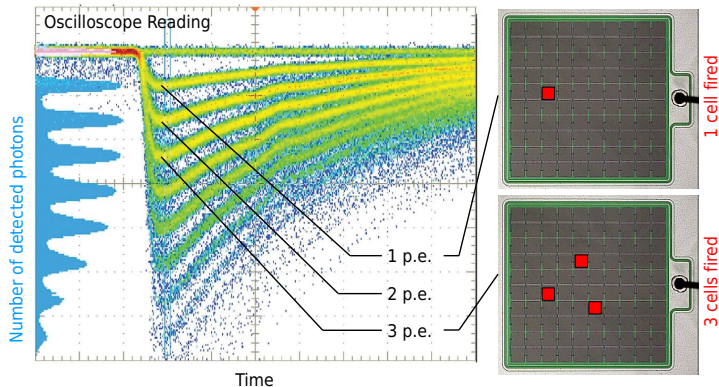 Oscilloscope Reading
Number of detected photons
Time
1 p.e.
2 p.e.
3 p.e.
1 cell fired
3 cells fired